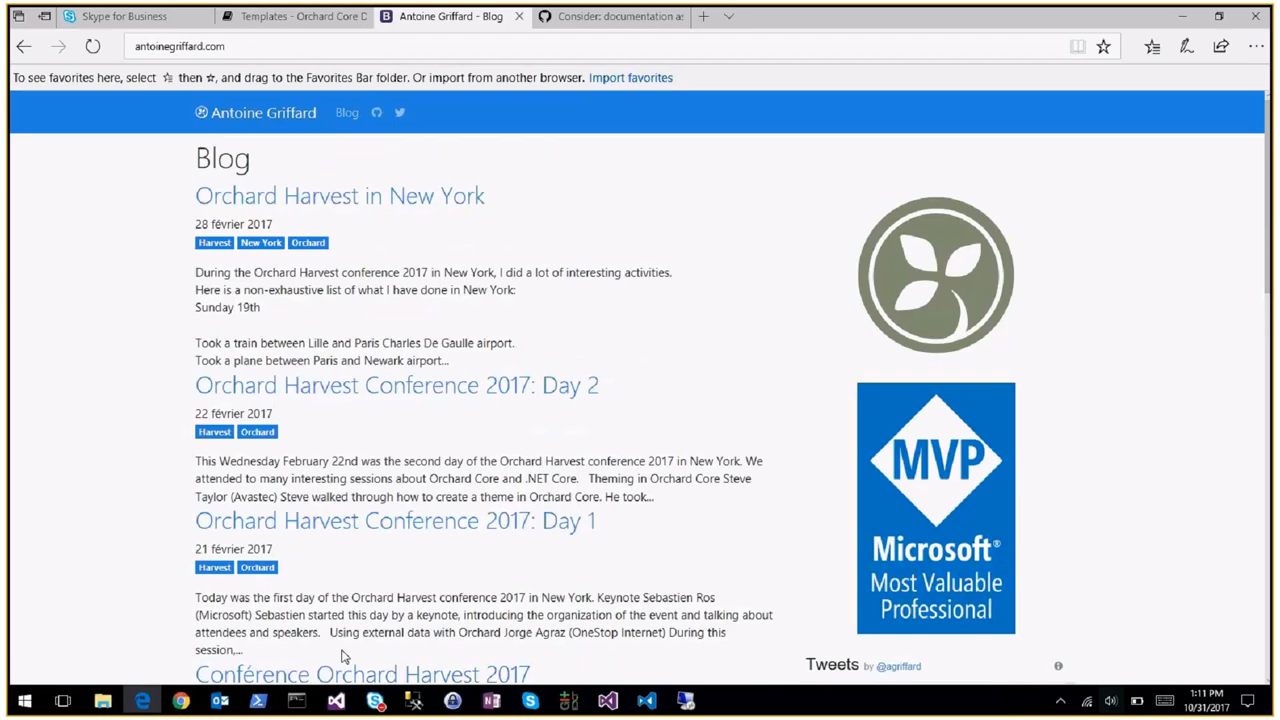 Skype for Business
Templates - Orchard Core D
Antoine Griffard - Blog
Consider: documentation as
antoinegriffard.com
To see favorites here, select then ☆, and drag to the Favorites Bar folder. Or import from another browser. Import favorites
Antoine Griffard Blog
Blog
Orchard Harvest in New York
28 février 2017
Harvest New York Orchard
During the Orchard Harvest conference 2017 in New York, I did a lot of interesting activities.
Here is a non-exhaustive list of what I have done in New York:
Sunday 19th
Took a train between Lille and Paris Charles De Gaulle airport.
Took a plane between Paris and Newark airport...
Orchard Harvest Conference 2017: Day 2
22 février 2017
Harvest Orchard
This Wednesday February 22nd was the second day of the Orchard Harvest conference 2017 in New York. We
attended to many interesting sessions about Orchard Core and .NET Core. Theming in Orchard Core Steve
Taylor (Avastec) Steve walked through how to create a theme in Orchard Core. He took...
Orchard Harvest Conference 2017: Day 1
21 février 2017
Harvest Orchard
Today was the first day of the Orchard Harvest conference 2017 in New York. Keynote Sebastien Ros
(Microsoft) Sebastien started this day by a keynote, introducing the organization of the event and talking about
attendees and speakers. Using external data with Orchard Jorge Agraz (OneStop Internet) During this
session,...
Conférence Orchard Harvest 2017
MVP
Microsoft®
Most Valuable
Professional
Tweets by @agriffard
1:11 PM
10/31/2017